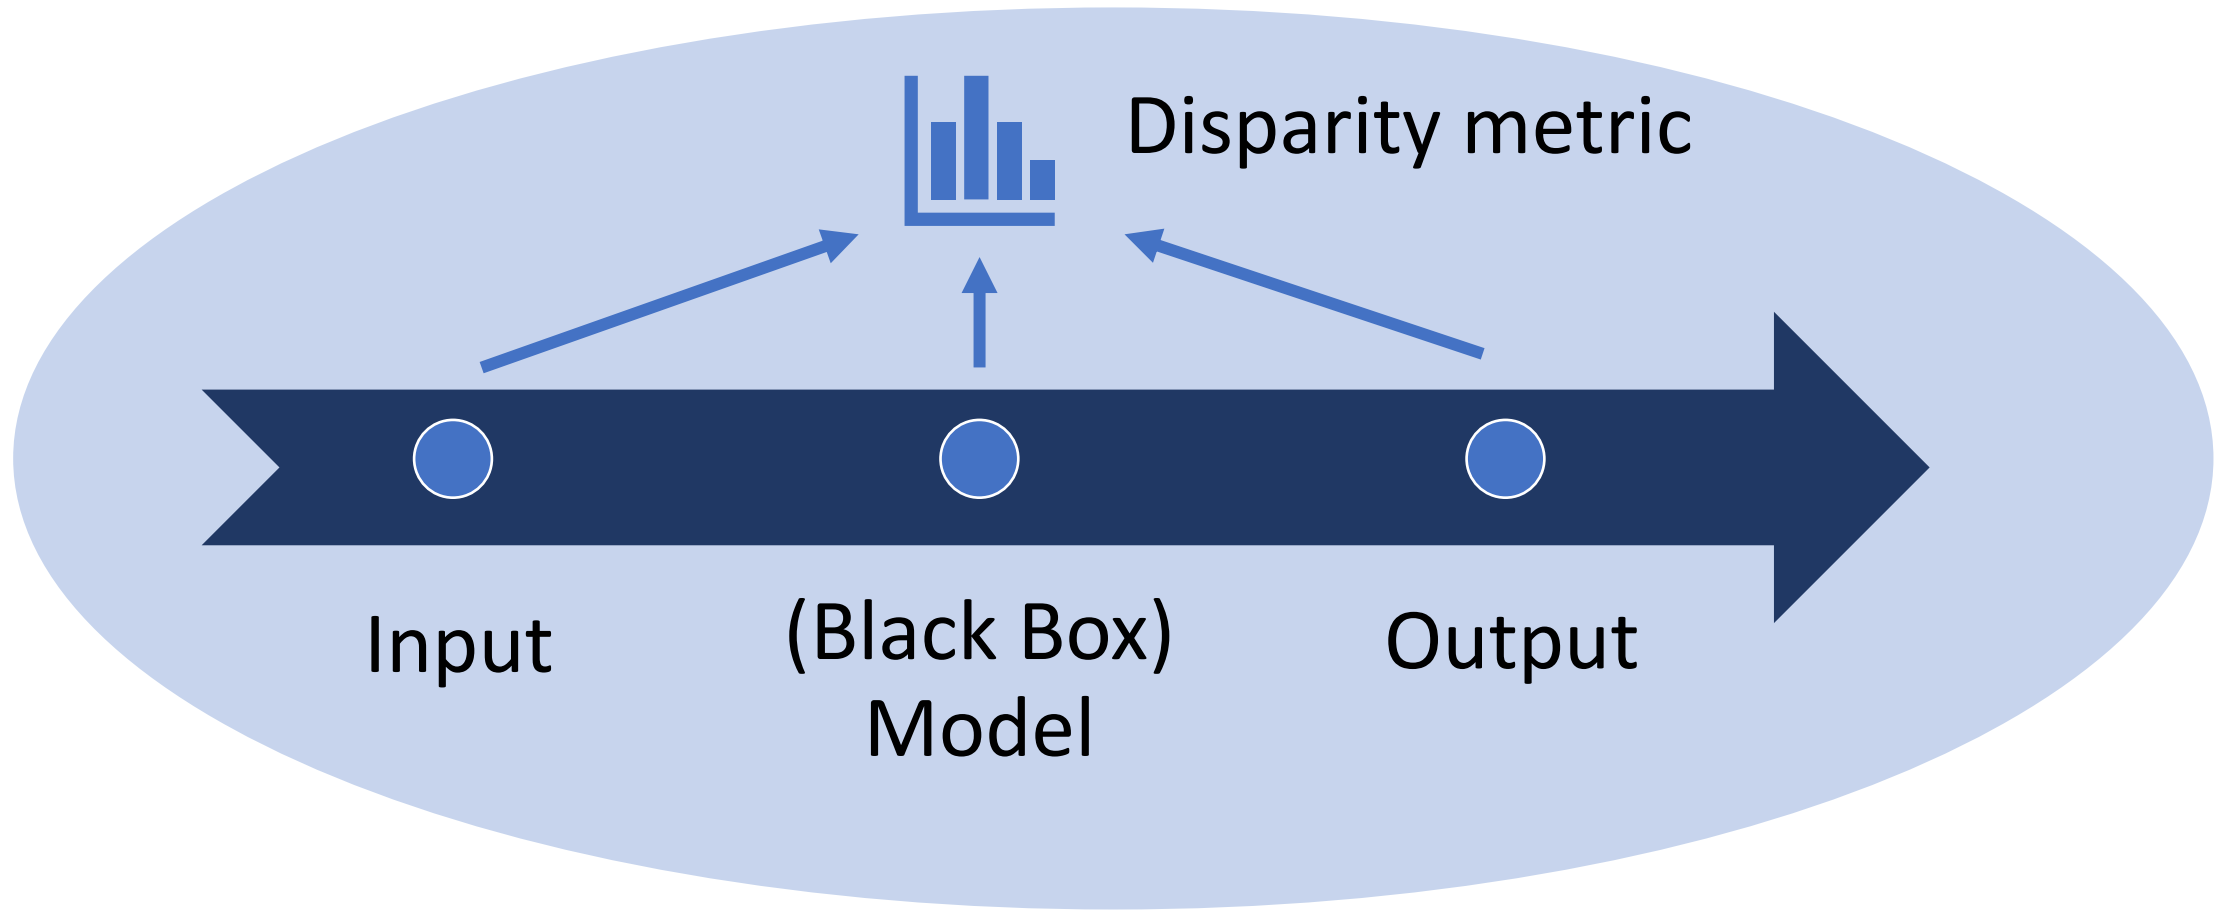 Disparity metric
Input
(Black Box)
Model
Output